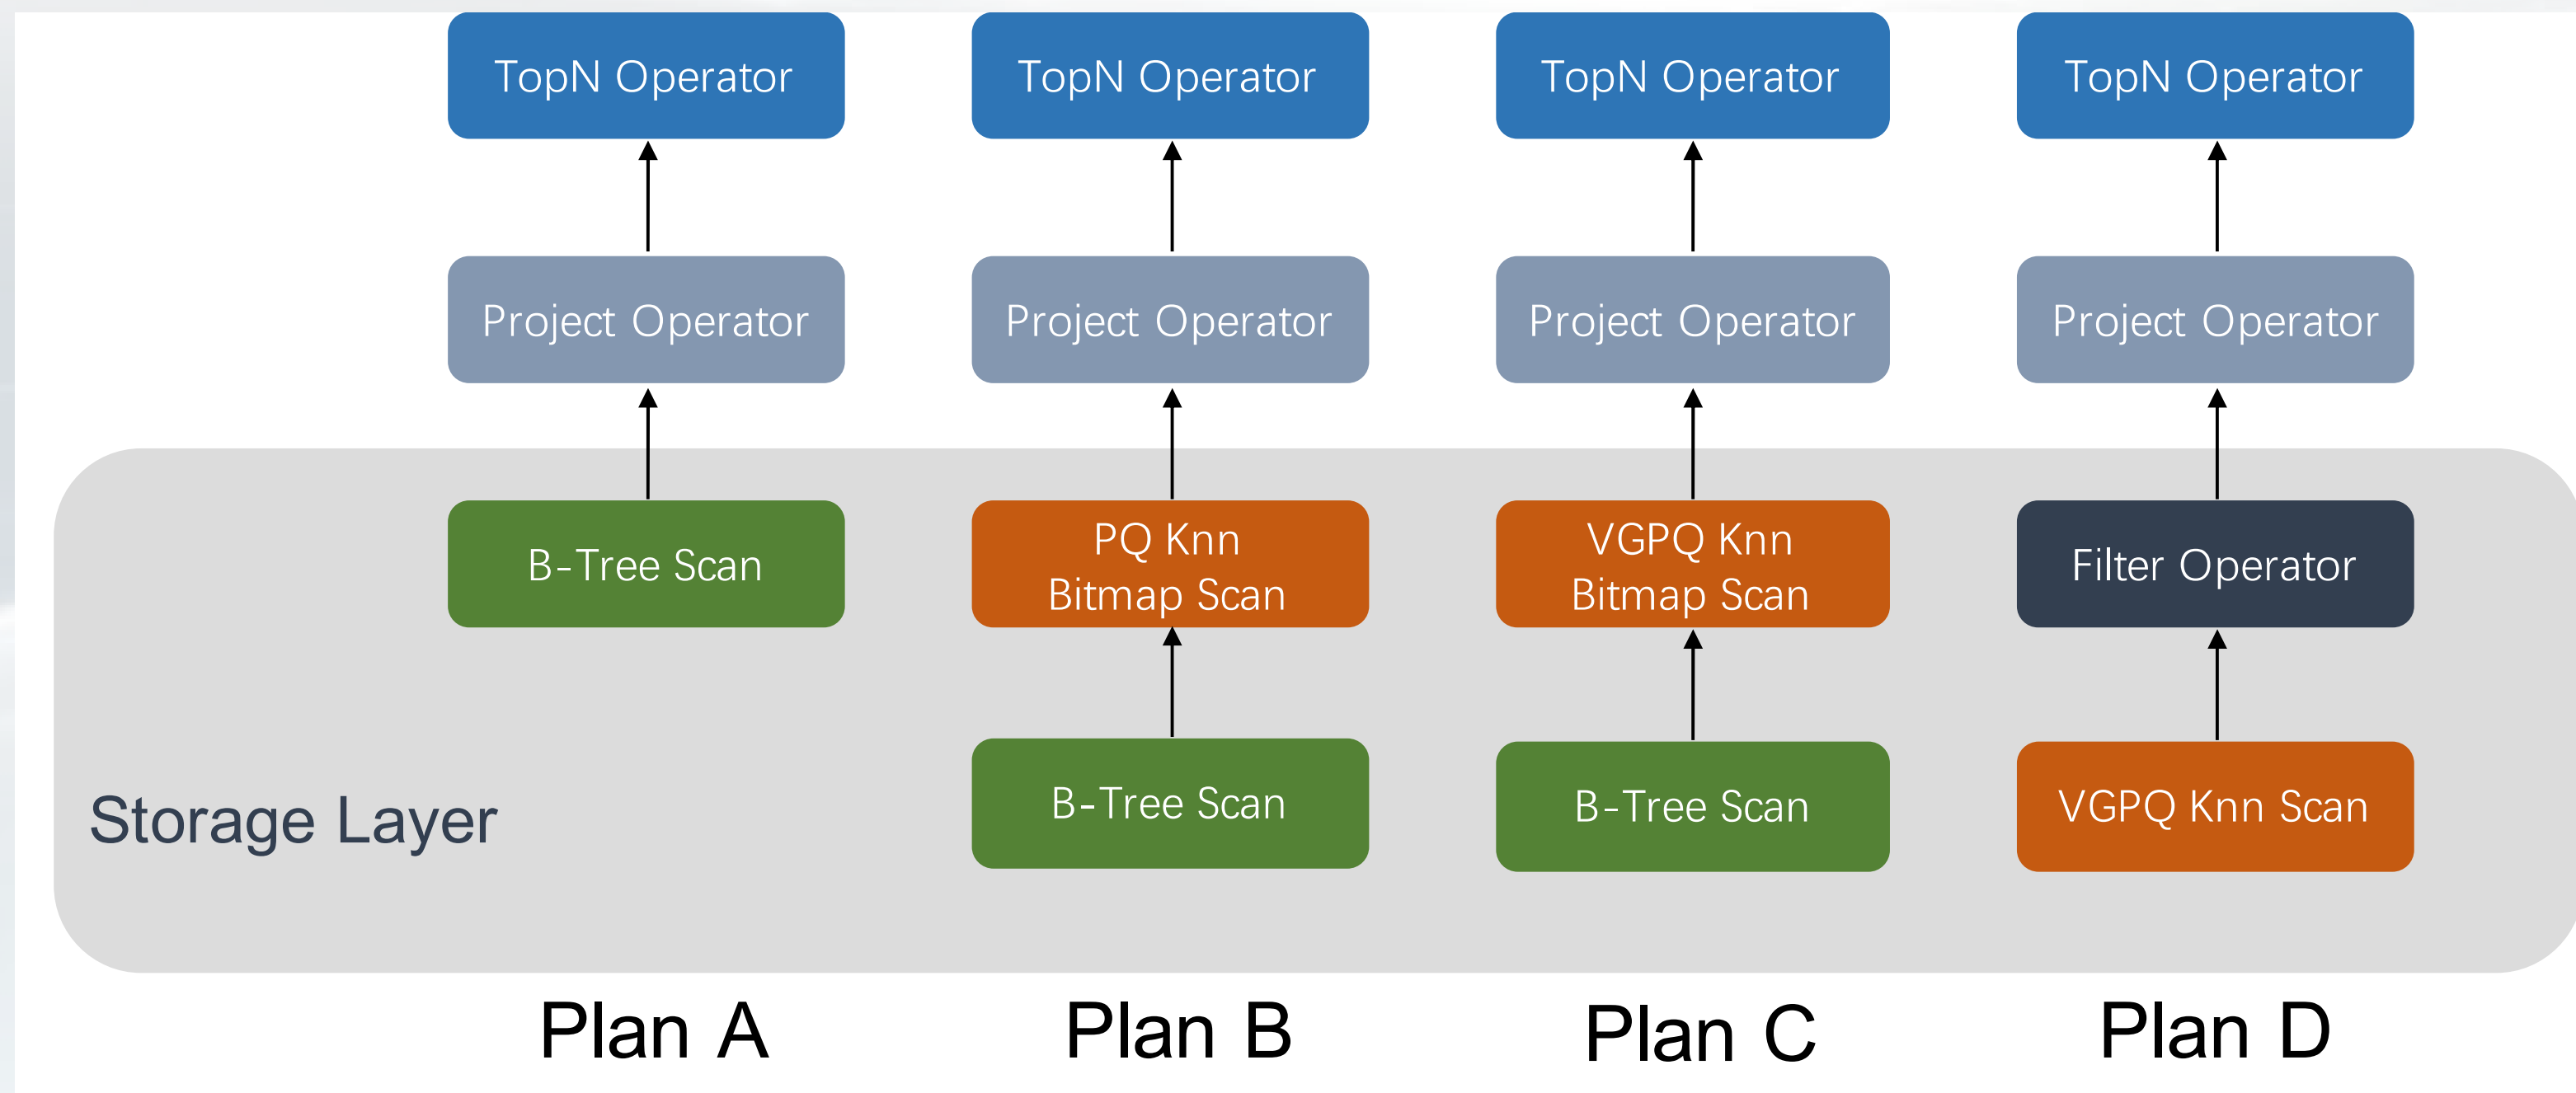 TopN Operator
TopN Operator
TopN Operator
TopN Operator
Project Operator
Project Operator
Project Operator
Project Operator
B-Tree Scan
PQ Knn
Bitmap Scan
VGPQ Knn
Bitmap Scan
Filter Operator
Storage Layer
B-Tree Scan
B-Tree Scan
VGPQ Knn Scan
Plan A
Plan B
Plan C
Plan D